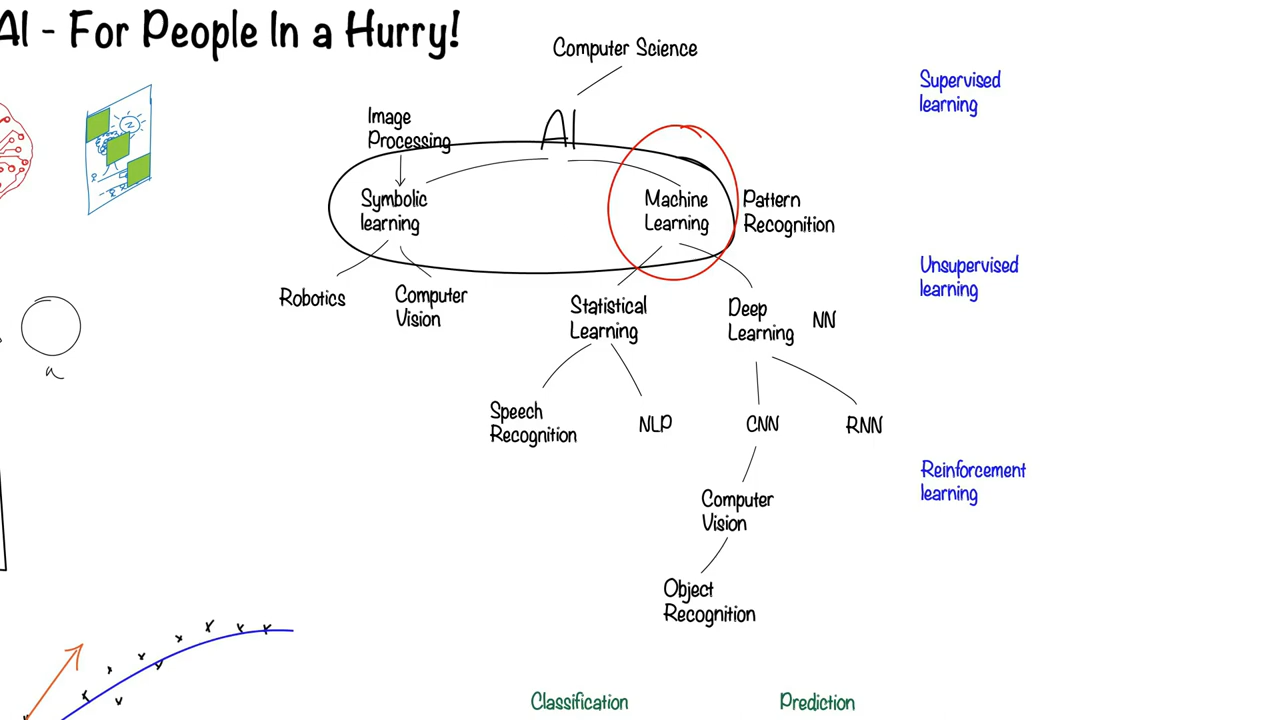 AI - For People In a Hurry!
Computer Science
AI
Image
Processing
Symbolic
learning
Machine
Learning
Pattern
Recognition
Robotics
Computer
Vision
Statistical
Learning
Deep
Learning
NN
Speech
Recognition
NLP
CNN
RNN
Computer
Vision
Object
Recognition
Supervised
learning
Unsupervised
learning
Reinforcement
learning
Classification
Prediction